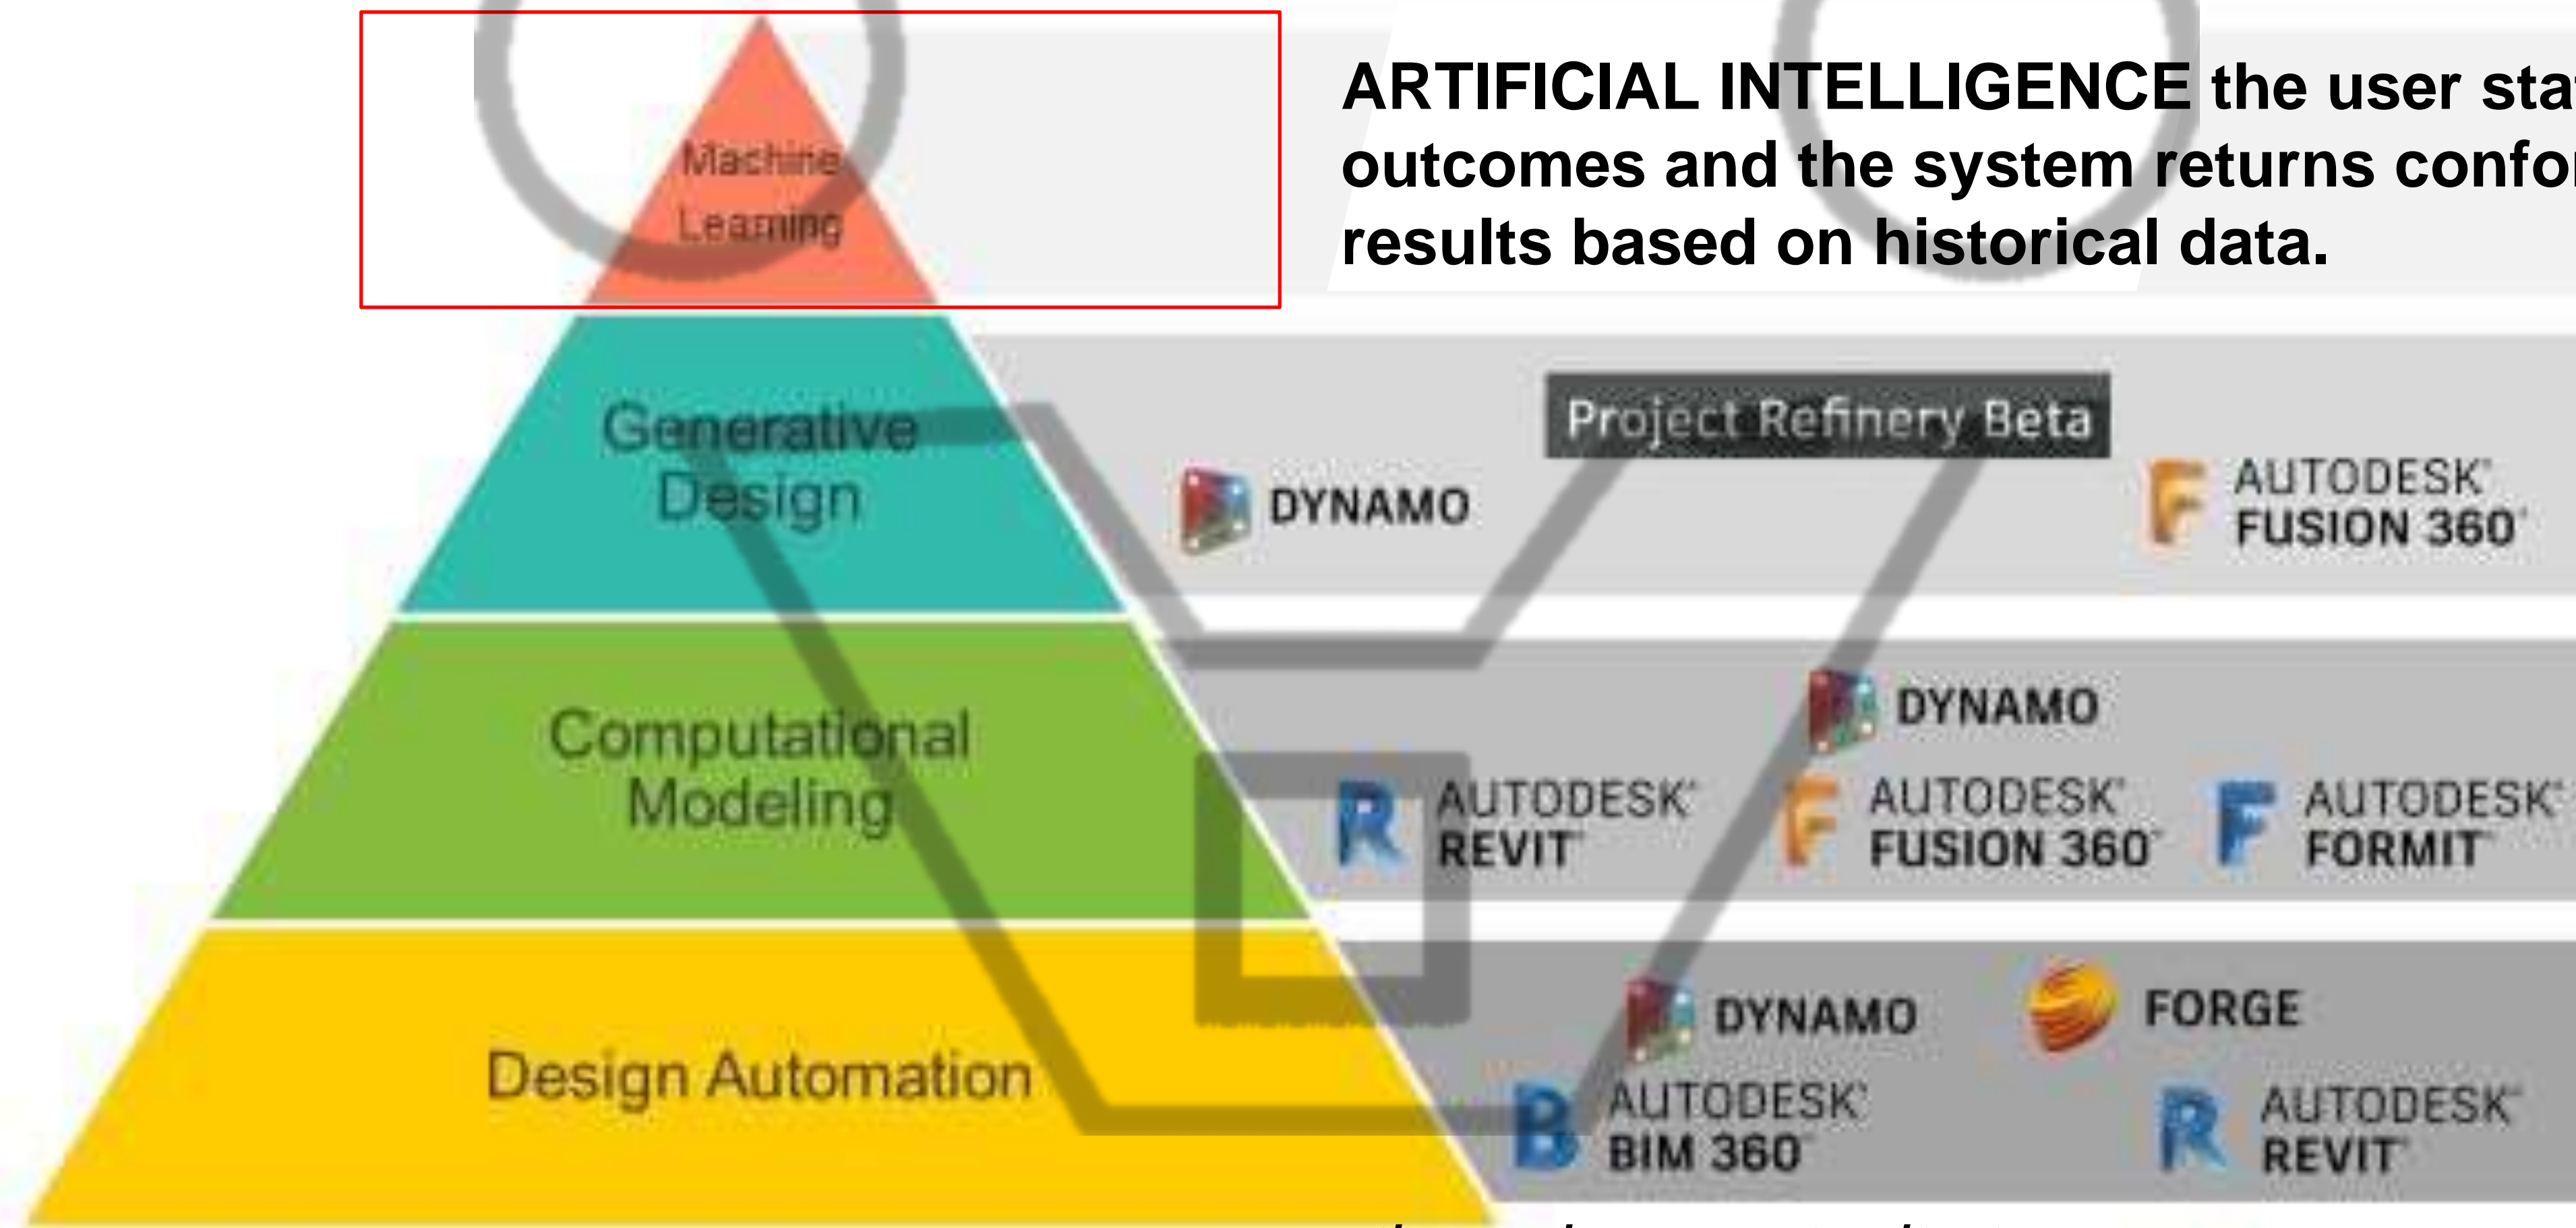 ARTIFICIAL INTELLIGENCE the user
outcomes and the system returns
results based on historical data.
Machine
Learning
Generative
Design
Project Refinery Beta
DYNAMO
AUTODESK
FUSION 360
Computational
Modeling
DYNAMO
AUTODESK
REVIT
AUTODESK
FUSION 360
AUTODESK
FORMIT
Design Automation
DYNAMO
FORGE
AUTODESK
BIM 360
AUTODESK
REVIT